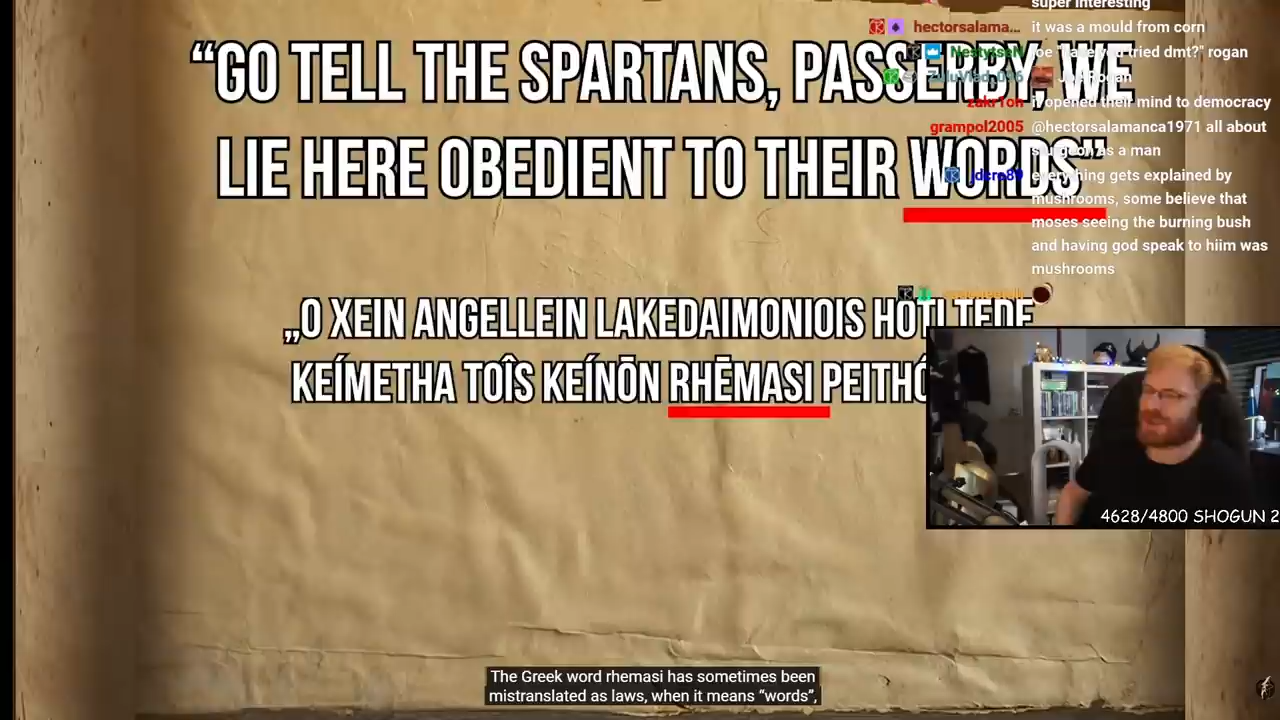 “GO TELL THE SPARTANS, PASSERBY, WE
LIE HERE OBEDIENT TO THEIR WORDS”
„O XEIN ANGELLEIN LAKEDAIMONIOIS HOTI TEDE
KEÍMETHA TOÎS KEÍNŌN RHĒMASI
super interesting
hectorsalama... it was a mould from corn
tried dmt?" rogan
JoeRogan
opened their mind to democracy
grampol2005 @hectorsalamanca1971 all about
as a man
everything gets explained by
mushrooms, some believe that
moses seeing the burning bush
and having god speak to hiim was
mushrooms
4628/4800 SHOGUN 2
The Greek word rhemasi has sometimes been
mistranslated as laws, when it means “words”,